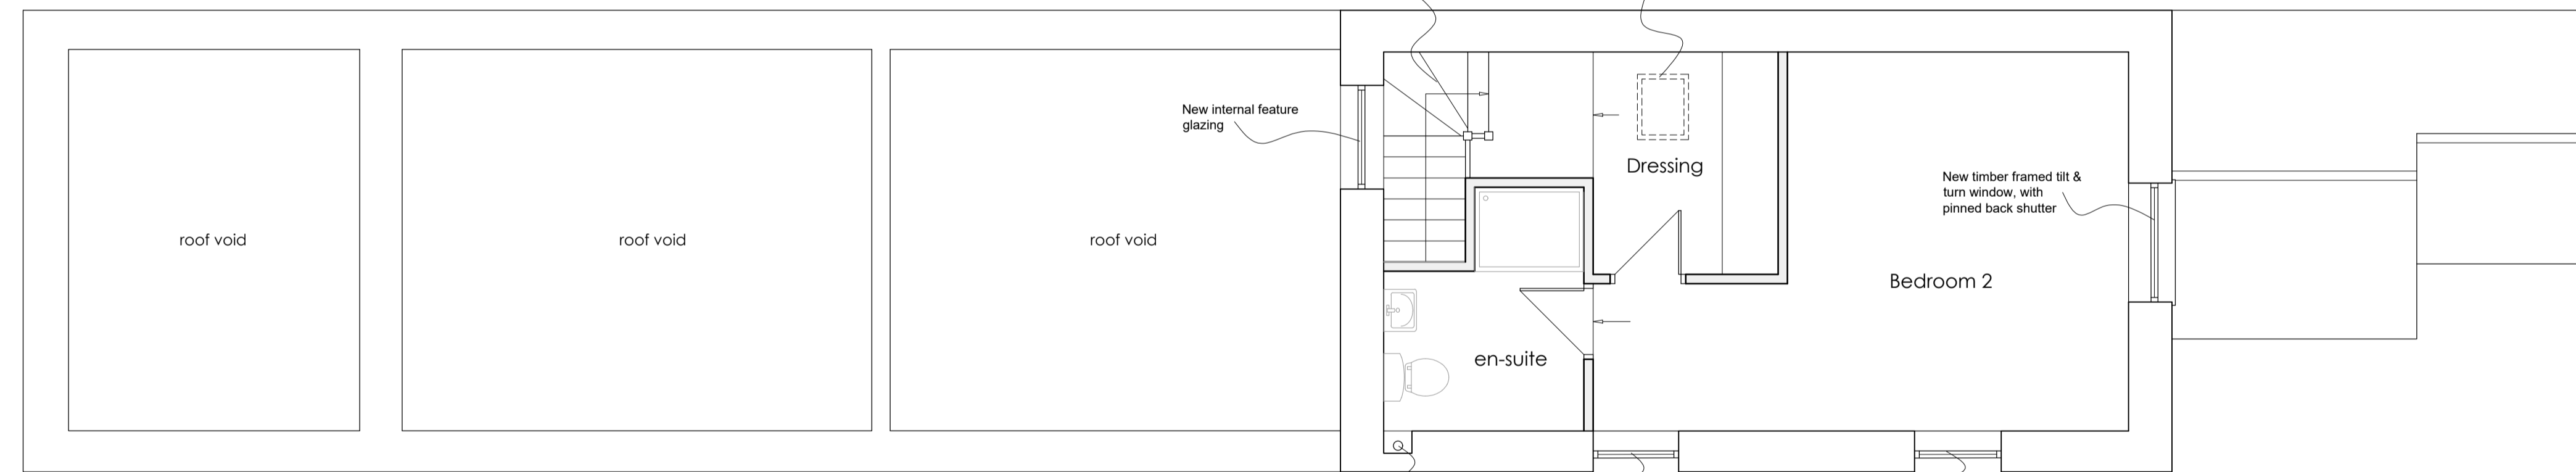 New internal feature
glazing
Dressing
New timber framed tilt &
turn window, with
pinned back shutter
roof void
roof void
roof void
Bedroom 2
en-suite